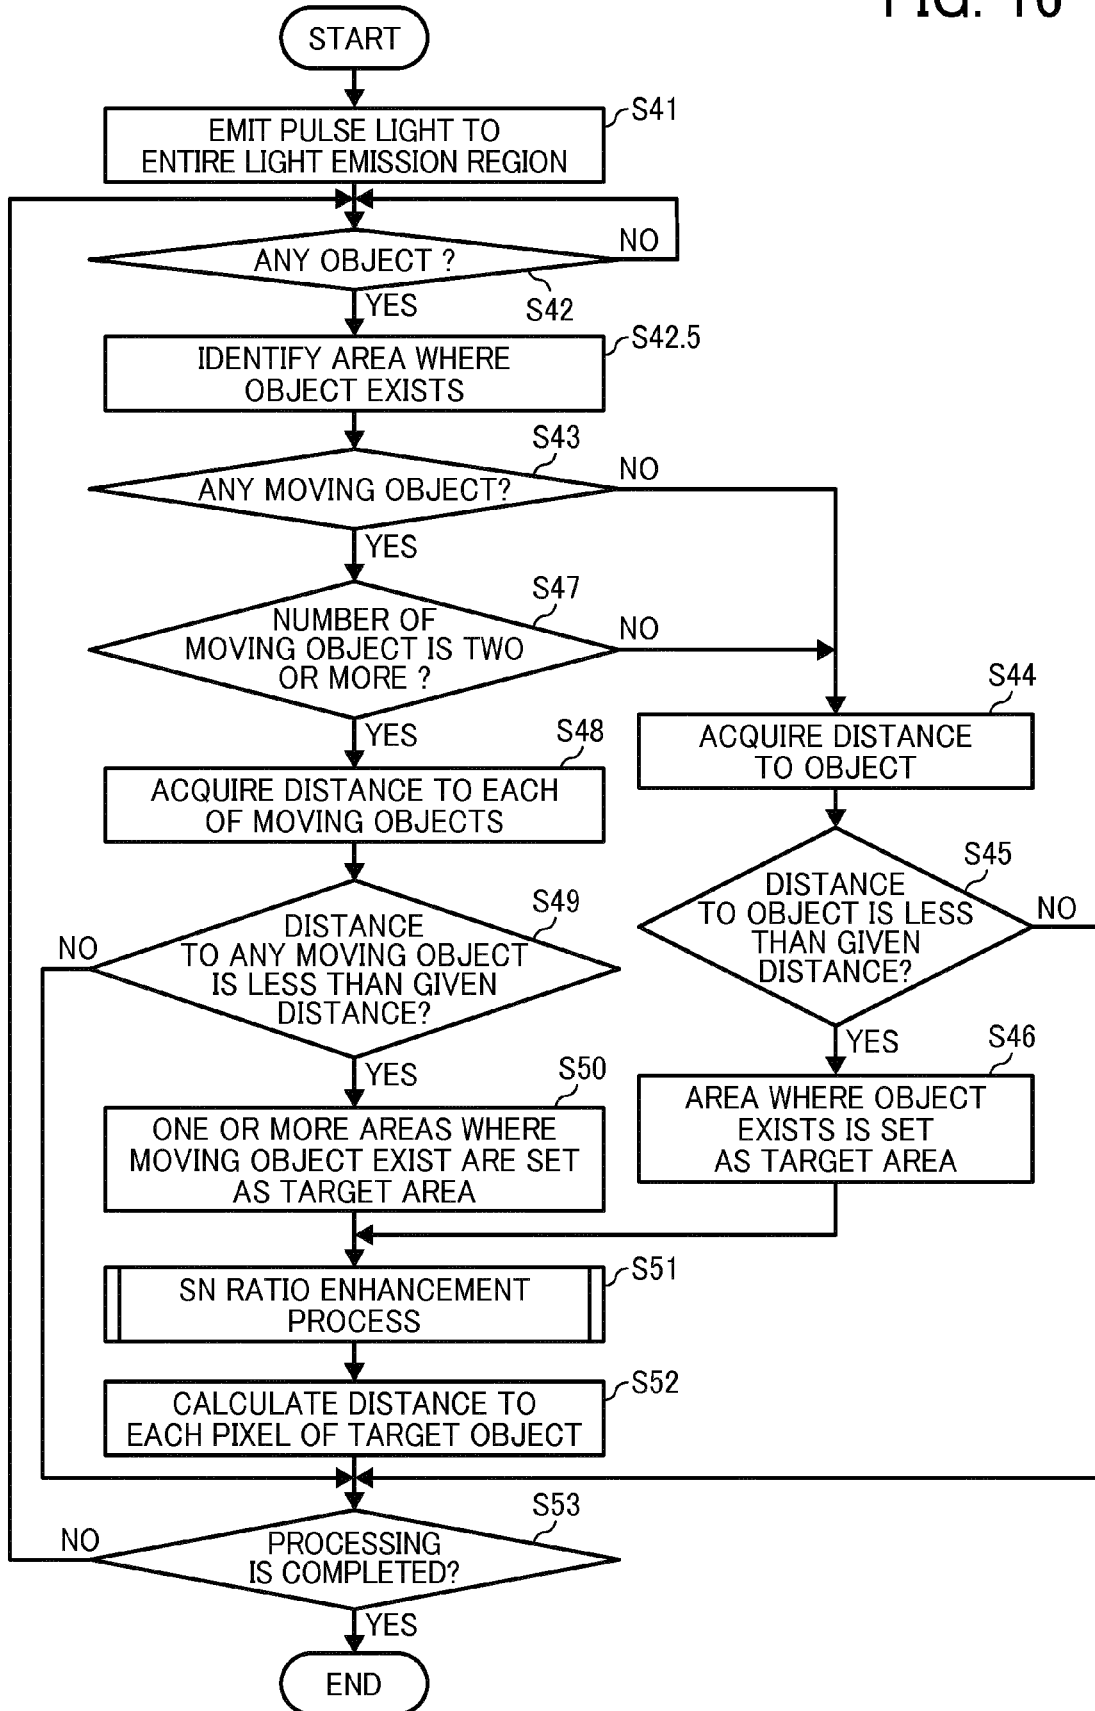 FIG. 16
START
S41
EMIT PULSE LIGHT TO
ENTIRE LIGHT EMISSION REGION
ANY OBJECT ?
NO
S42
YES
S42.5
IDENTIFY AREA WHERE
OBJECT EXISTS
S43
ANY MOVING OBJECT?
NO
YES
S47
NUMBER OF
MOVING OBJECT IS TWO
OR MORE ?
NO
YES
S48
ACQUIRE DISTANCE TO EACH
OF MOVING OBJECTS
S44
ACQUIRE DISTANCE
TO OBJECT
S49
DISTANCE
TO ANY MOVING OBJECT
IS LESS THAN GIVEN
DISTANCE?
NO
YES
S45
DISTANCE
TO OBJECT IS LESS
THAN GIVEN
DISTANCE?
NO
YES
S50
ONE OR MORE AREAS WHERE
MOVING OBJECT EXIST ARE SET
AS TARGET AREA
S46
AREA WHERE OBJECT
EXISTS IS SET
AS TARGET AREA
S51
SN RATIO ENHANCEMENT
PROCESS
S52
CALCULATE DISTANCE TO
EACH PIXEL OF TARGET OBJECT
S53
PROCESSING
IS COMPLETED?
NO
YES
END